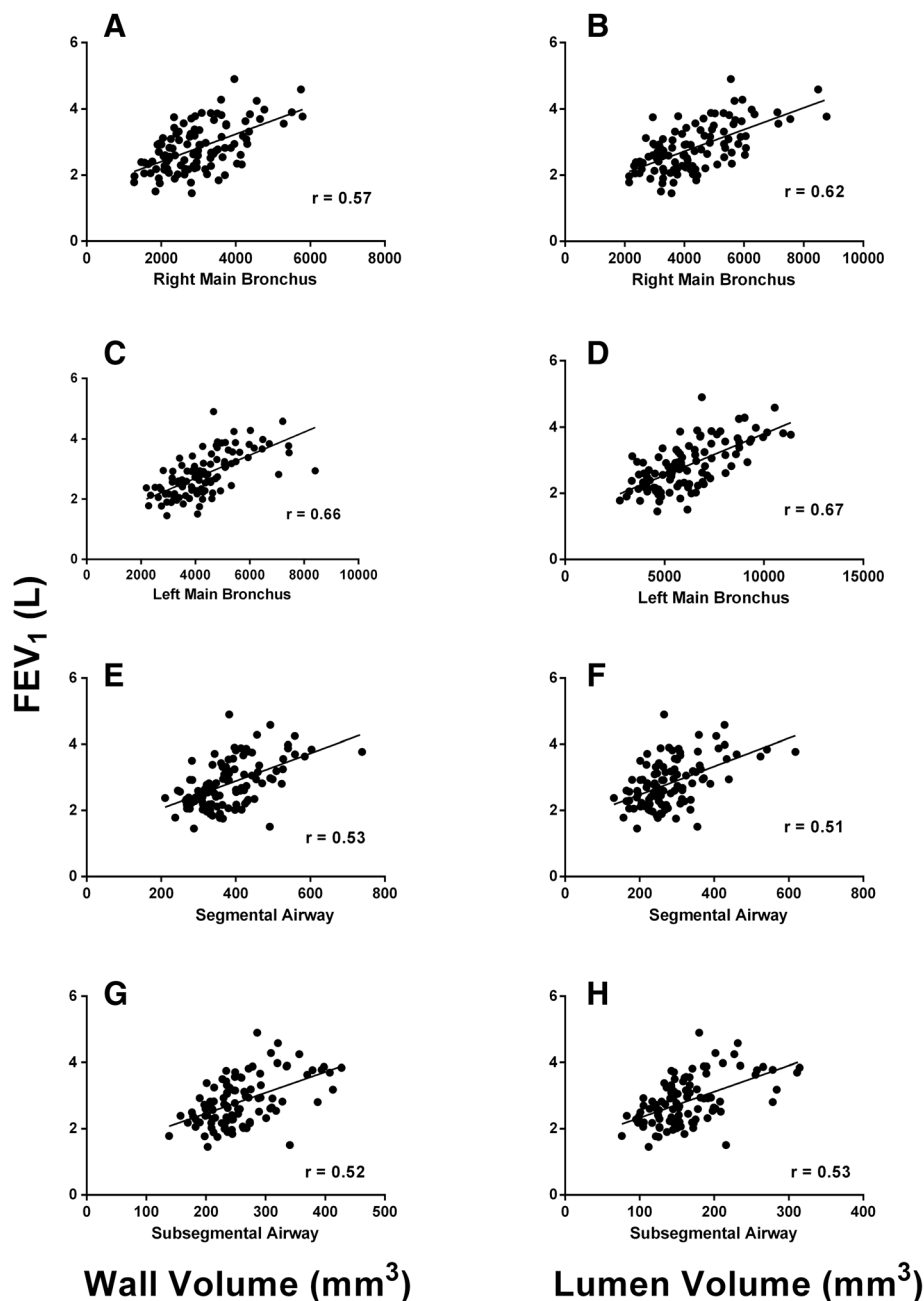 A
6
4
2
0
0 2000 4000 6000 8000
Right Main Bronchus
r = 0.57
B
6
4
2
0
0 2000 4000 6000 8000 10000
Right Main Bronchus
r = 0.62
C
6
4
2
0
0 2000 4000 6000 8000 10000
Left Main Bronchus
r = 0.66
D
6
4
2
0
0 5000 10000 15000
Left Main Bronchus
r = 0.67
FEV₁ (L)
E
6
4
2
0
0 200 400 600 800
Segmental Airway
r = 0.53
F
6
4
2
0
0 200 400 600 800
Segmental Airway
r = 0.51
G
6
4
2
0
0 100 200 300 400 500
Subsegmental Airway
r = 0.52
H
6
4
2
0
0 100 200 300 400
Subsegmental Airway
r = 0.53
Wall Volume (mm³)
Lumen Volume (mm³)